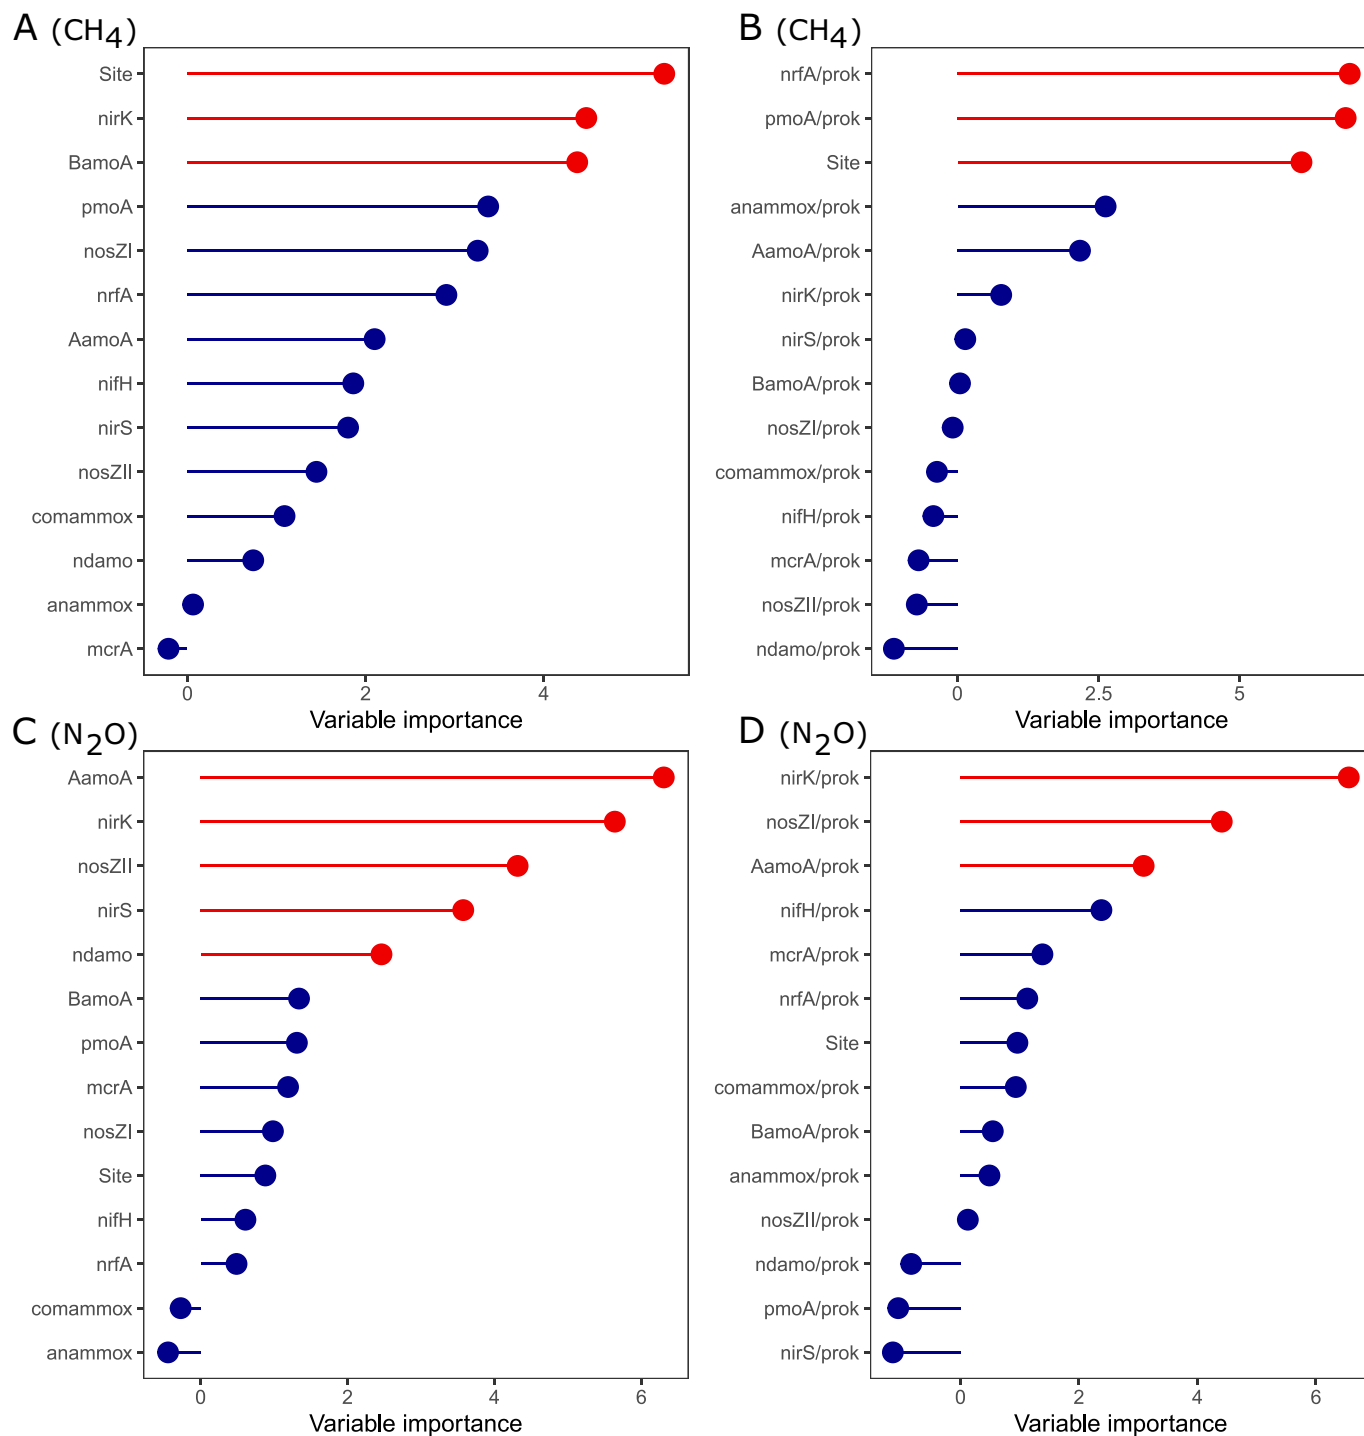 A (CH4)
Site
nirK
BamoA
pmoA
nosZI
nrfA
AamoA
nifH
nirS
nosZII
comammox
ndamo
anammox
mcrA
0 2 4
Variable importance
B (CH4)
nrfA/prok
pmoA/prok
Site
anammox/prok
AamoA/prok
nirK/prok
nirS/prok
BamoA/prok
nosZI/prok
comammox/prok
nifH/prok
mcrA/prok
nosZII/prok
ndamo/prok
0 2.5 5
Variable importance
C (N2O)
AamoA
nirK
nosZII
nirS
ndamo
BamoA
pmoA
mcrA
nosZI
Site
nifH
nrfA
comammox
anammox
0 2 4 6
Variable importance
D (N2O)
nirK/prok
nosZI/prok
AamoA/prok
nifH/prok
mcrA/prok
nrfA/prok
Site
comammox/prok
BamoA/prok
anammox/prok
nosZII/prok
ndamo/prok
pmoA/prok
nirS/prok
0 2 4 6
Variable importance